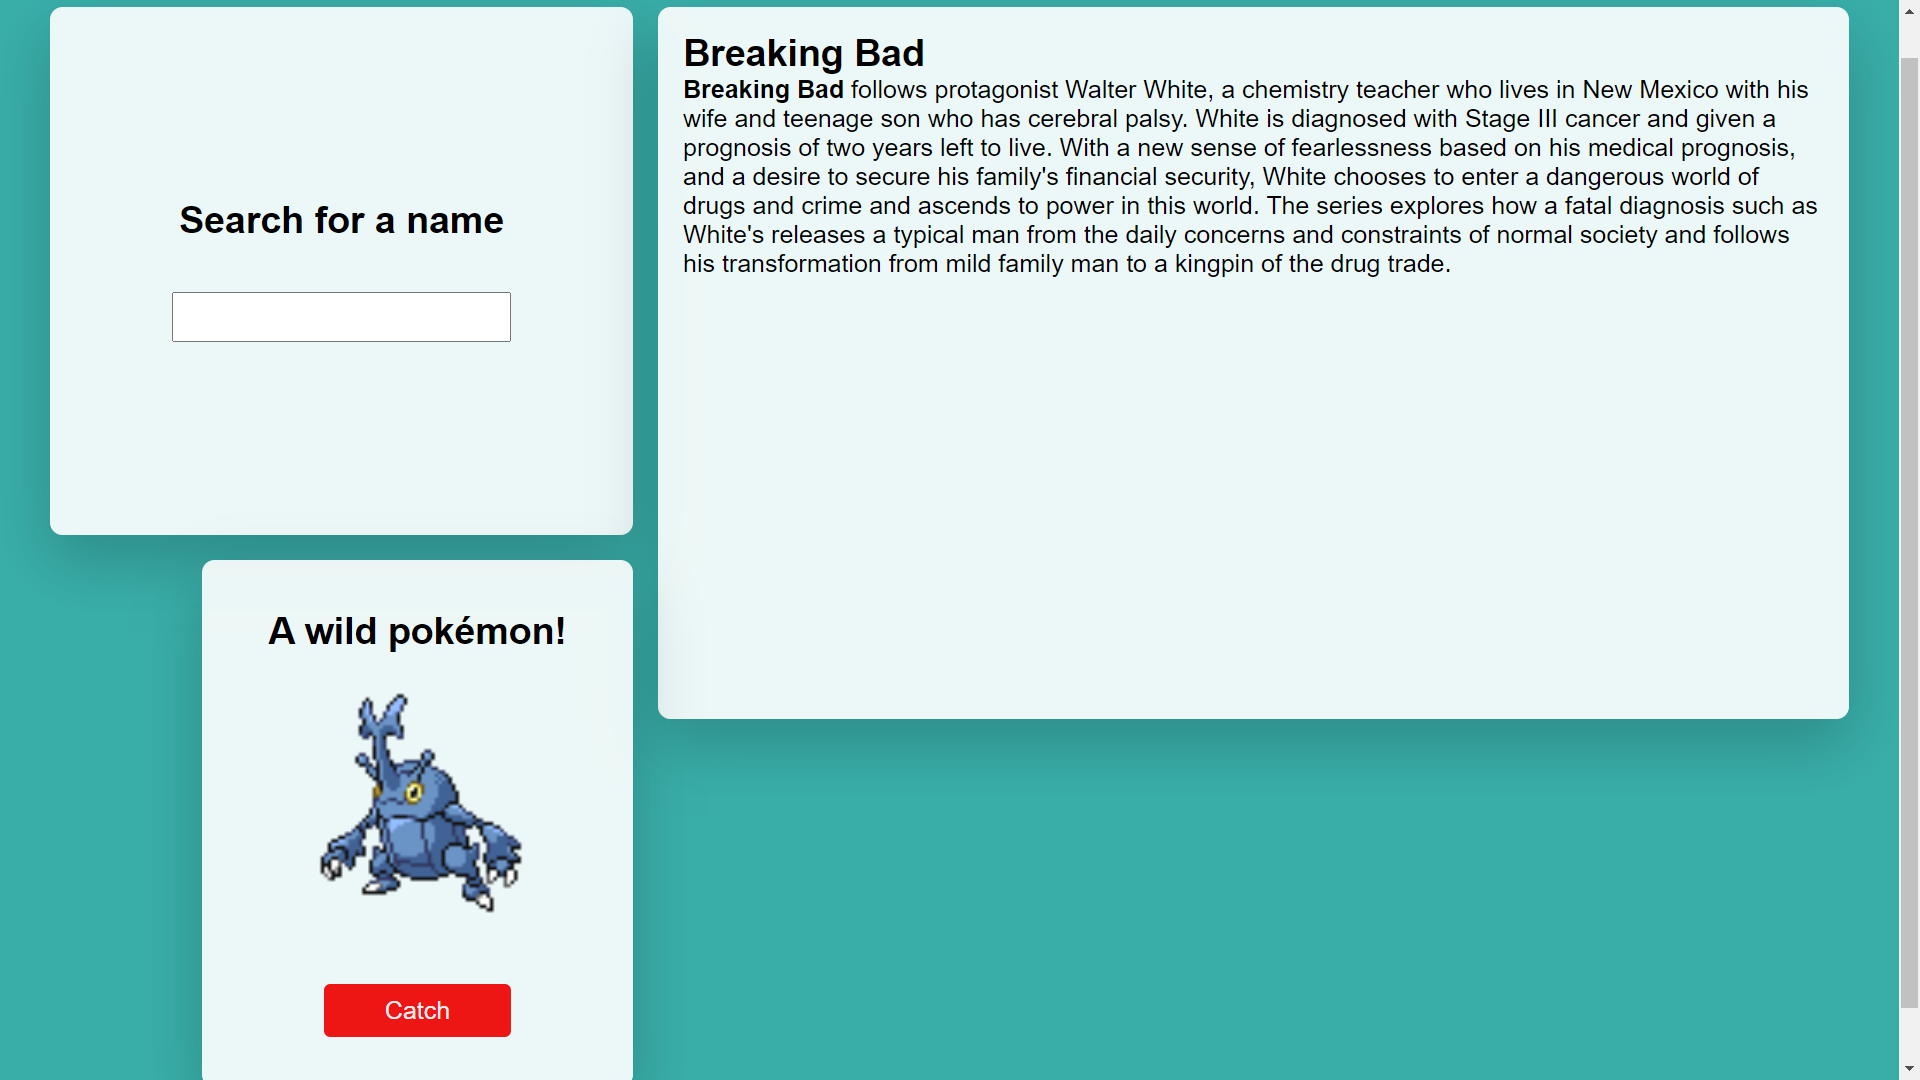 Search for a name
Breaking Bad
Breaking Bad follows protagonist Walter White, a chemistry teacher who lives in New Mexico with his
wife and teenage son who has cerebral palsy. White is diagnosed with Stage III cancer and given a
prognosis of two years left to live. With a new sense of fearlessness based on his medical prognosis,
and a desire to secure his family's financial security, White chooses to enter a dangerous world of
drugs and crime and ascends to power in this world. The series explores how a fatal diagnosis such as
White's releases a typical man from the daily concerns and constraints of normal society and follows
his transformation from mild family man to a kingpin of the drug trade.
A wild pokémon!
Catch